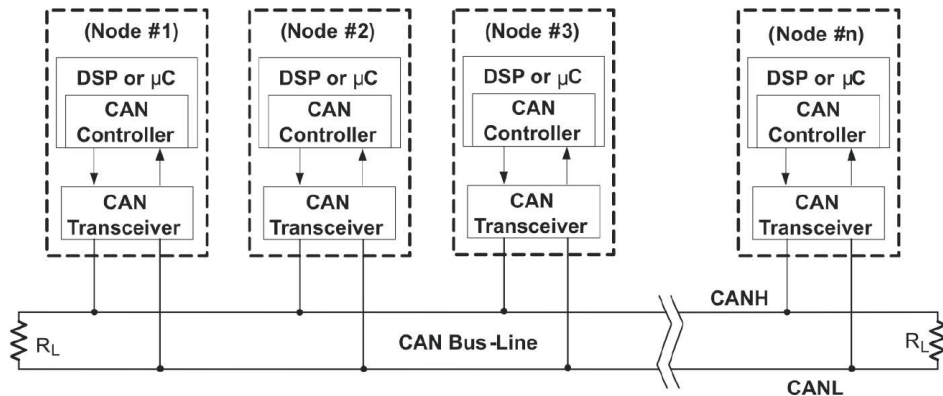 (Node #1)
DSP or µC
CAN
Controller
CAN
Transceiver
(Node #2)
DSP or µC
CAN
Controller
CAN
Transceiver
(Node #3)
DSP or µC
CAN
Controller
CAN
Transceiver
(Node #n)
DSP or µC
CAN
Controller
CAN
Transceiver
CANH
RL
CAN Bus-Line
RL
CANL